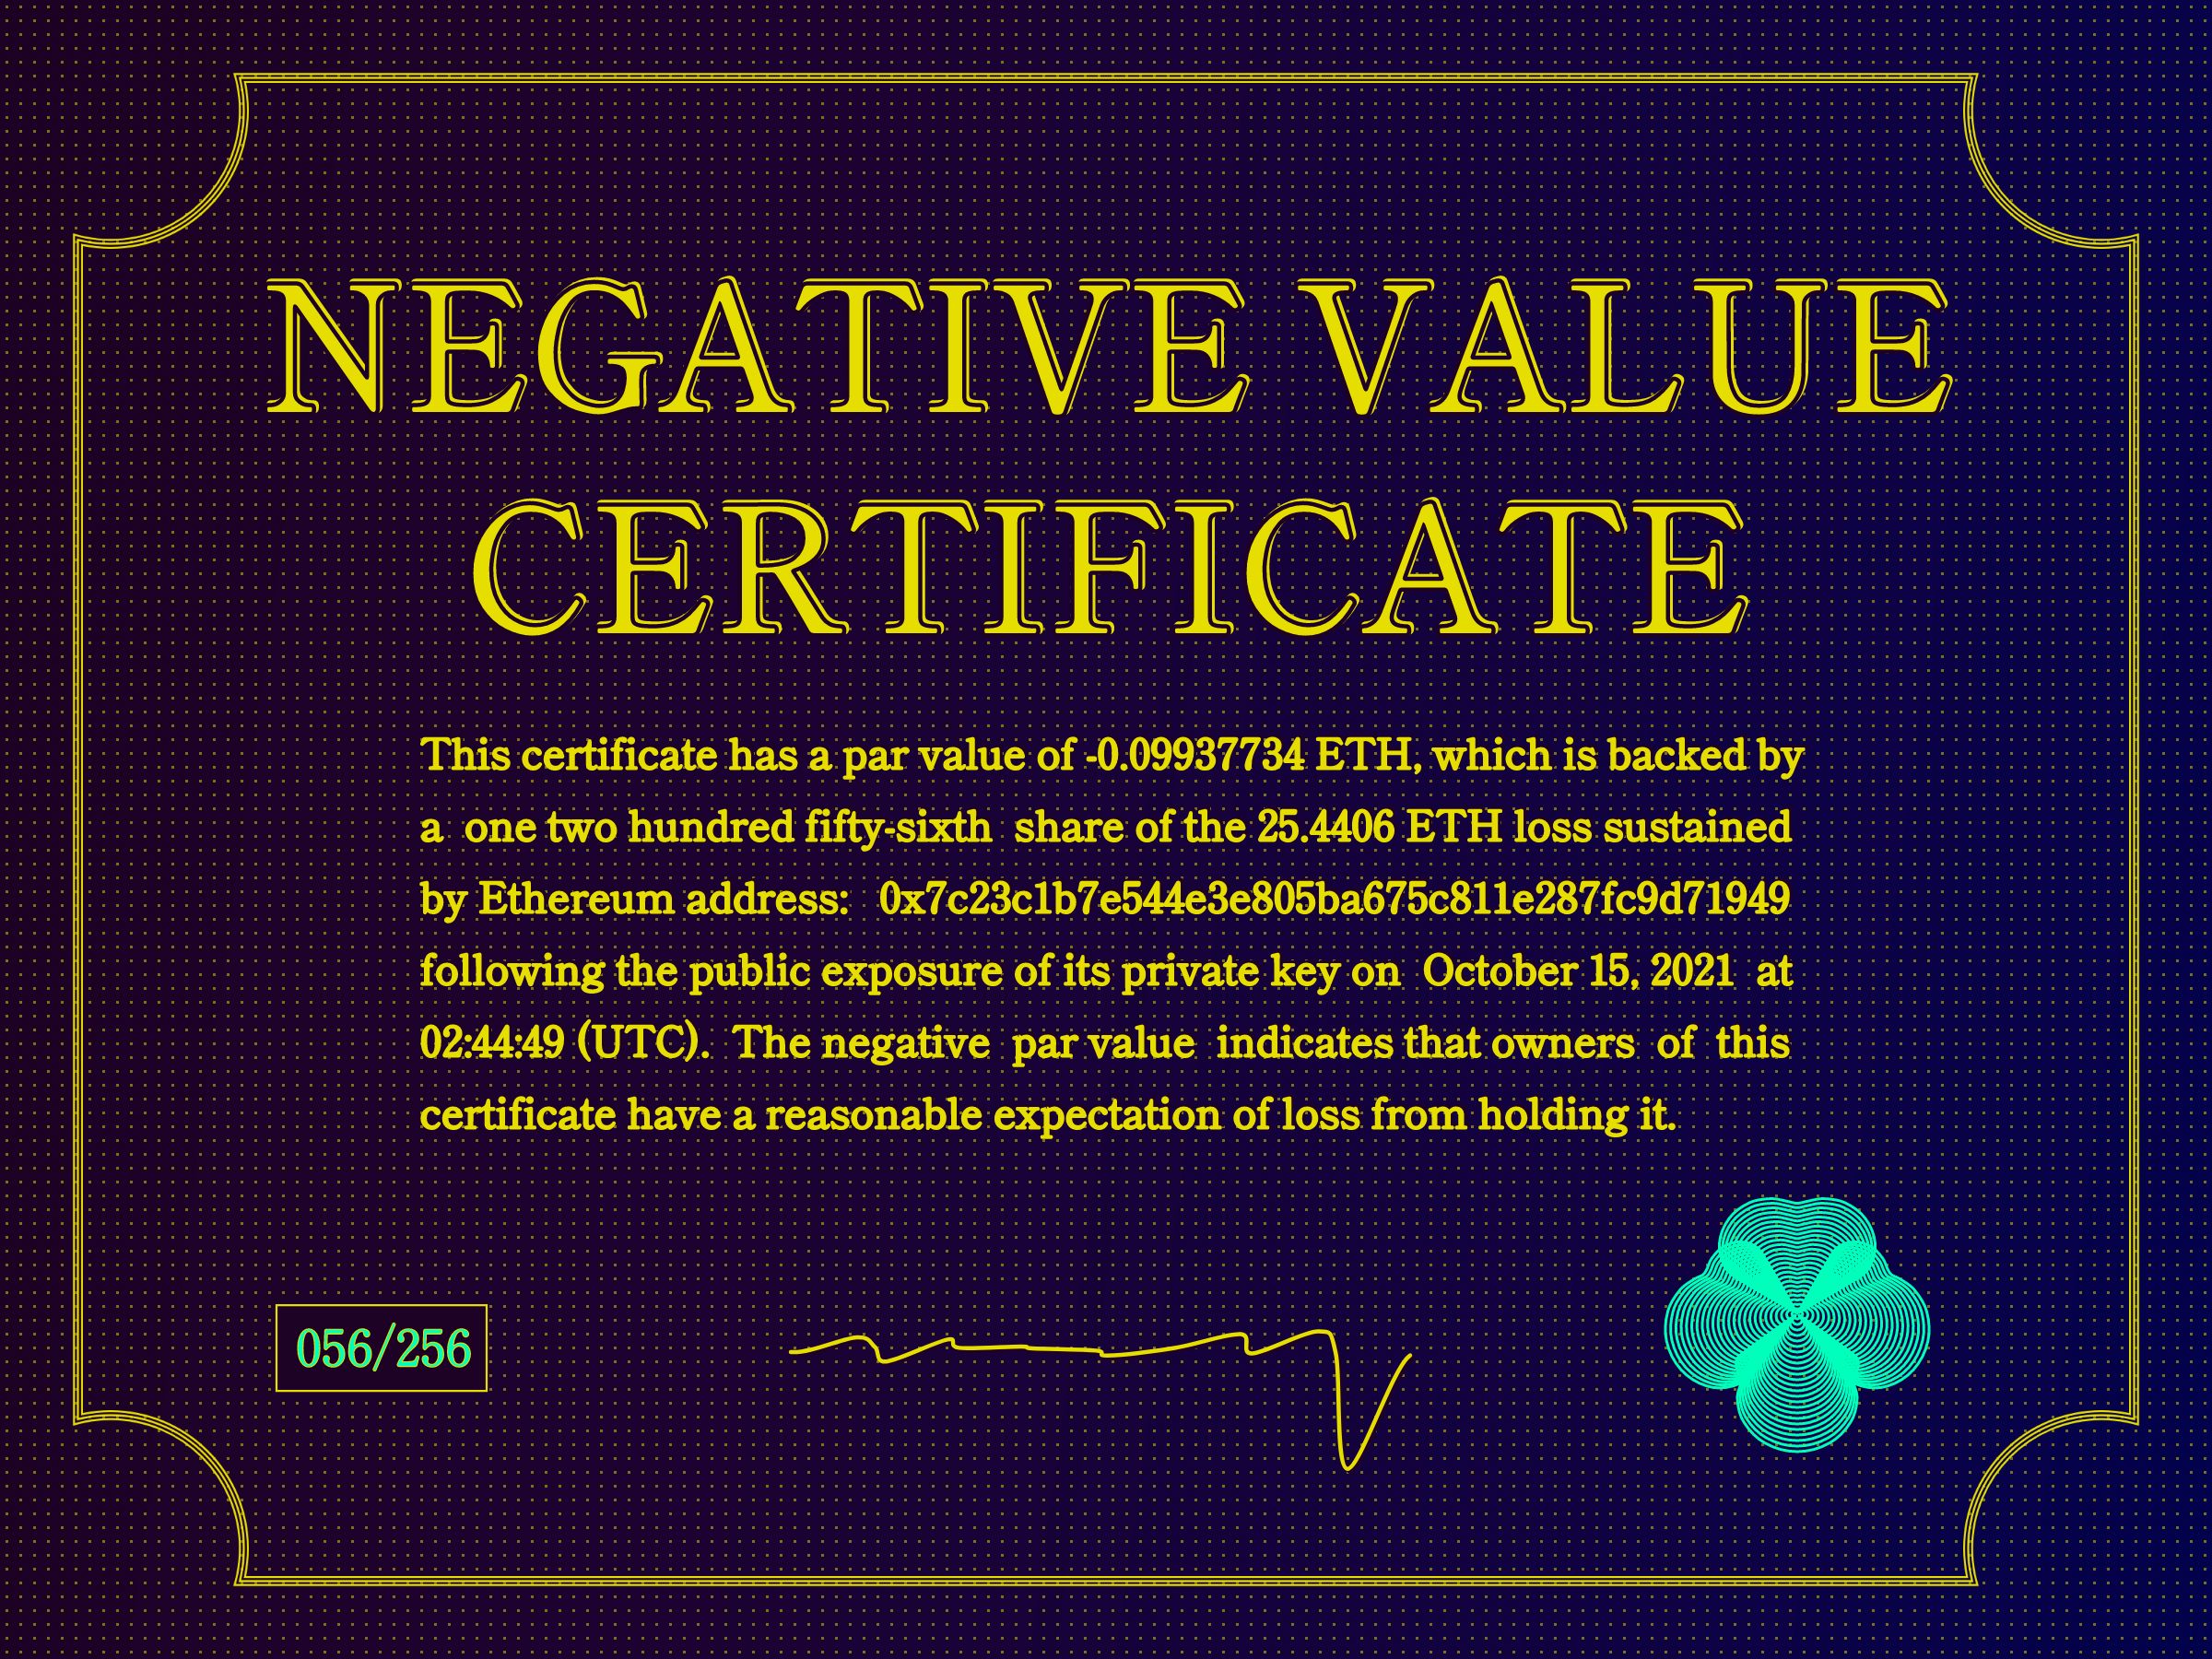 NEGATIVE VALUE
CERTIFICATE
This certificate has a par value of -0.09937734 ETH, which is backed by
a one two hundred fifty-sixth share of the 25.4406 ETH loss sustained
by Ethereum address: 0x7c23c1b7e544e3e805ba675c811e287fc9d71949
following the public exposure of its private key on October 15, 2021 at
02:44:49 (UTC). The negative par value indicates that owners of this
certificate have a reasonable expectation of loss from holding it.
056/256